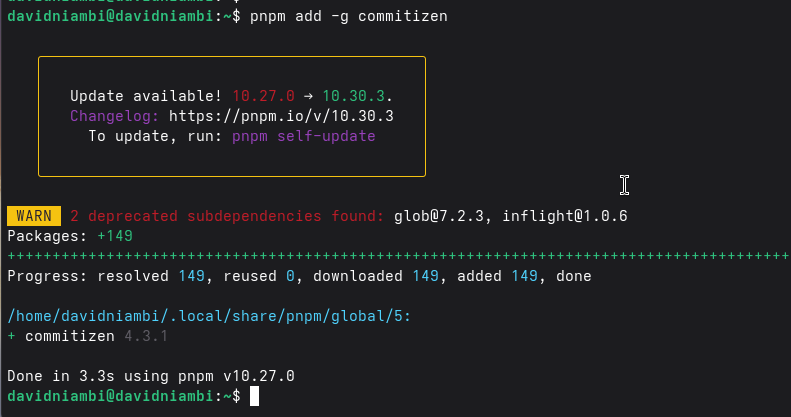 davidniambi@davidniambi:~$ pnpm add -g commitizen
Update available! 10.27.0 → 10.30.3.
Changelog: https://pnpm.io/v/10.30.3
To update, run: pnpm self-update
WARN 2 deprecated subdependencies found: glob@7.2.3, inflight@1.0.6
Packages: +149
++++++++++++++++++++++++++++++++++++++++++++++++++++++++++++++++++++++++++++++++++++++
Progress: resolved 149, reused 0, downloaded 149, added 149, done
/home/davidniambi/.local/share/pnpm/global/5:
+ commitizen 4.3.1
Done in 3.3s using pnpm v10.27.0
davidniambi@davidniambi:~$